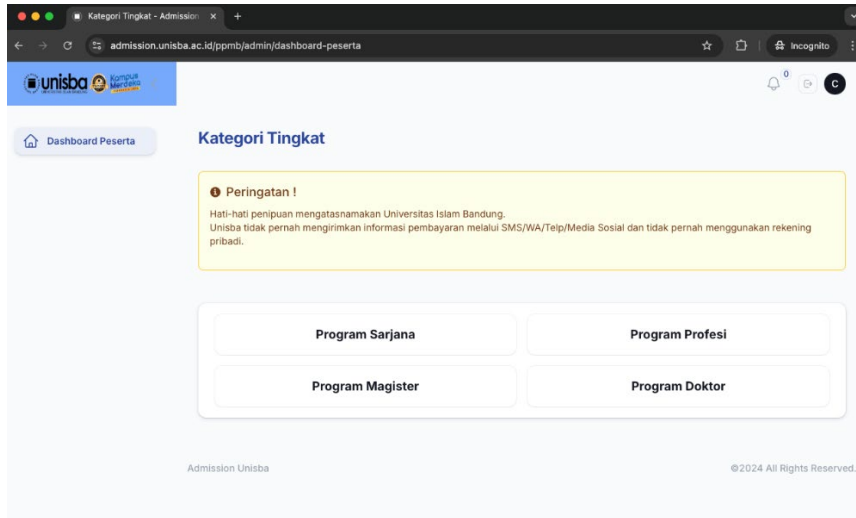 Kategori Tingkat - Admission
admission.unisba.ac.id/ppmb/admin/dashboard-peserta
Incognito
unisba
Kampus
Merdeka
0
C
Dashboard Peserta
Kategori Tingkat
Peringatan !
Hati-hati penipuan mengatasnamakan Universitas Islam Bandung.
Unisba tidak pernah mengirimkan informasi pembayaran melalui SMS/WA/Telp/Media Sosial dan tidak pernah menggunakan rekening
pribadi.
Program Sarjana
Program Profesi
Program Magister
Program Doktor
Admission Unisba
©2024 All Rights Reserved.